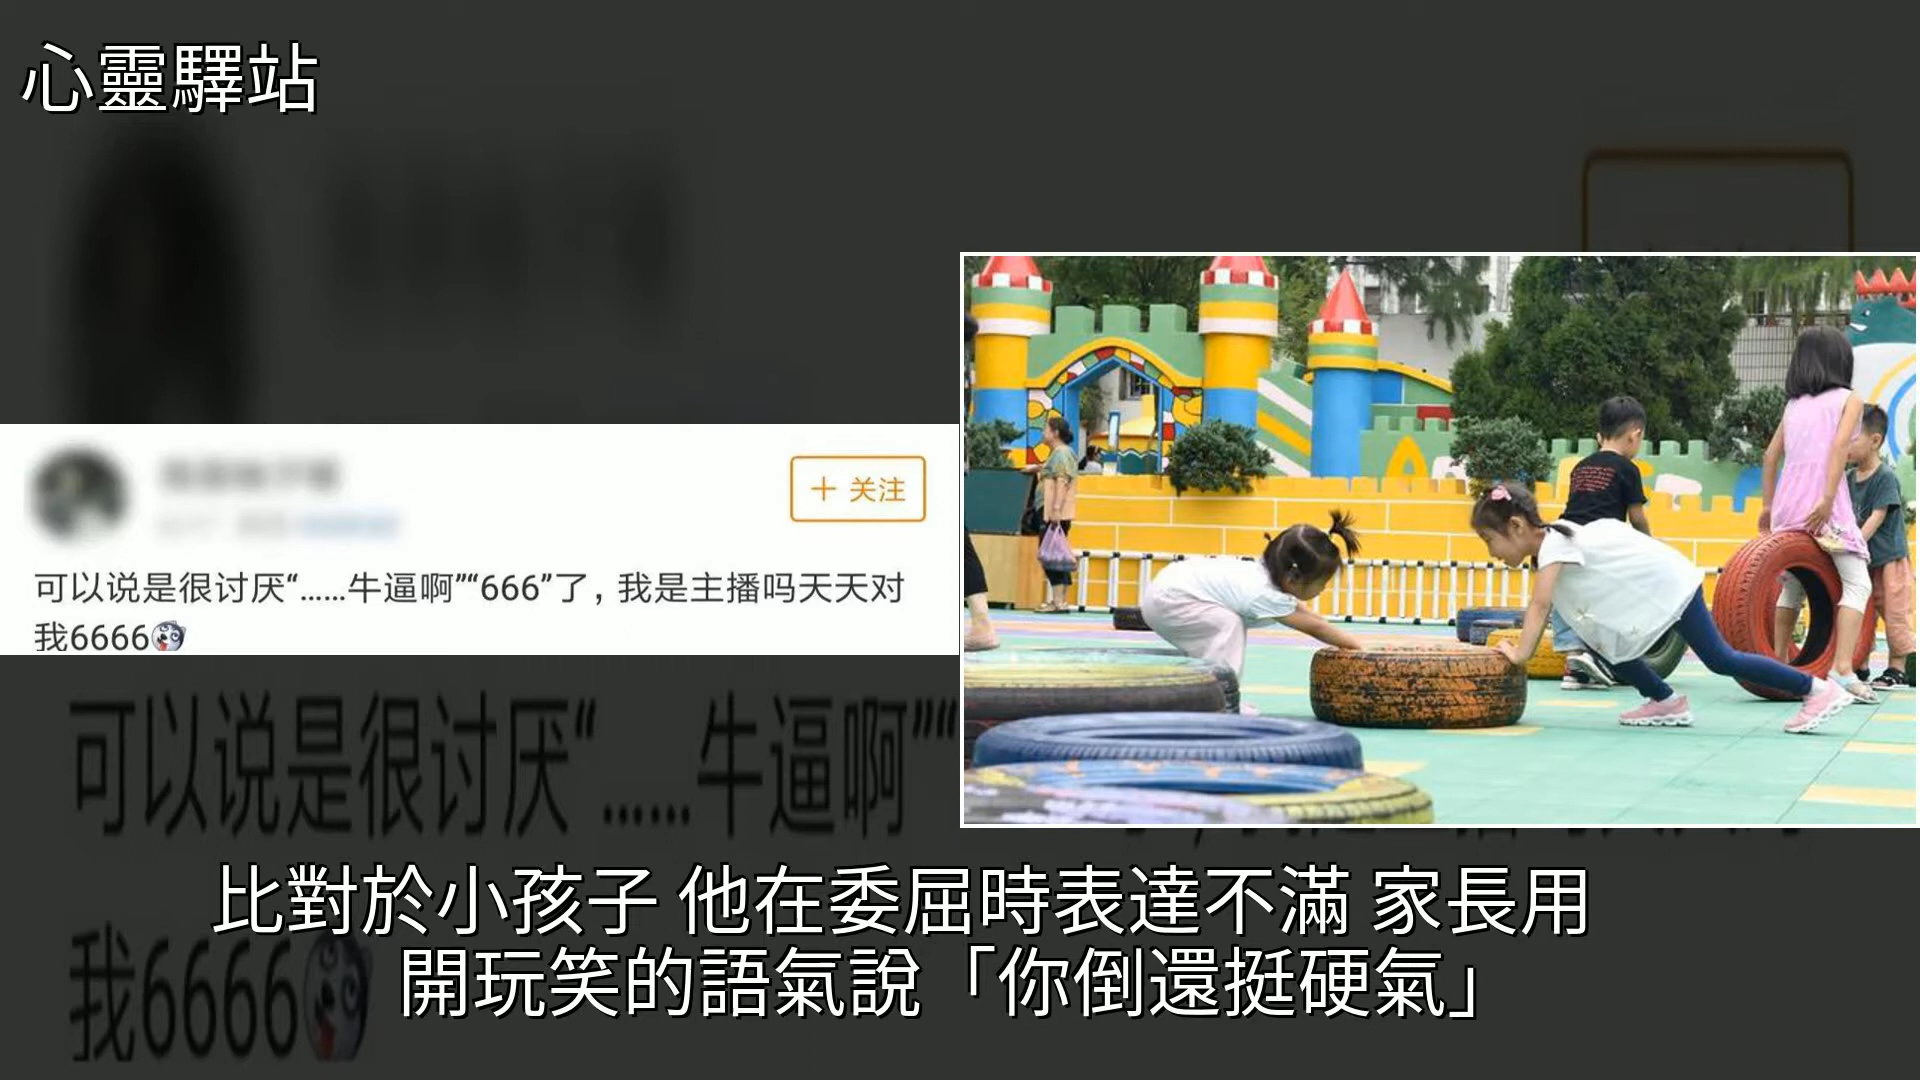 心靈驛站
+ 关注
可以说是很讨厌“......牛逼啊”“666”了，我是主播吗天天对
我6666
可以说是很讨厌“......牛逼啊”“
我6666
比對於小孩子 他在委屈時表達不滿 家長用
開玩笑的語氣說「你倒還挺硬氣」